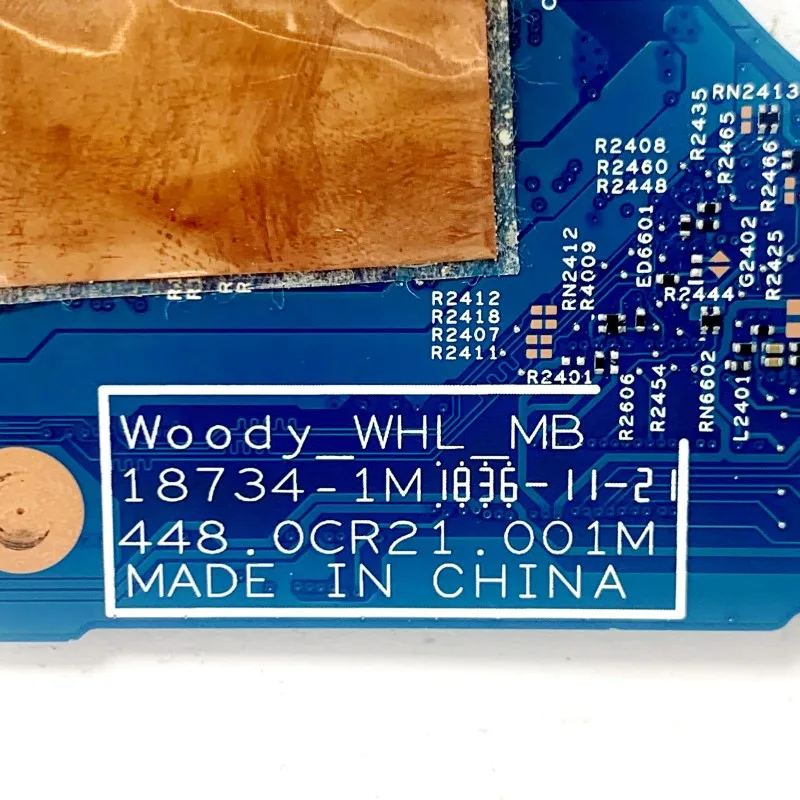 RN2413
R2435
R2465
R2466
R2408
R2460
R2448
ED6601
G2402
R2425
RN2412
R4009
R2444
R2412
R2418
R2407
R2411
R2401
R2606
R2454
RN6602
L2401
Woody_WHL_MB
18734-1M 1836-11-21
448.0CR21.001M
MADE IN CHINA